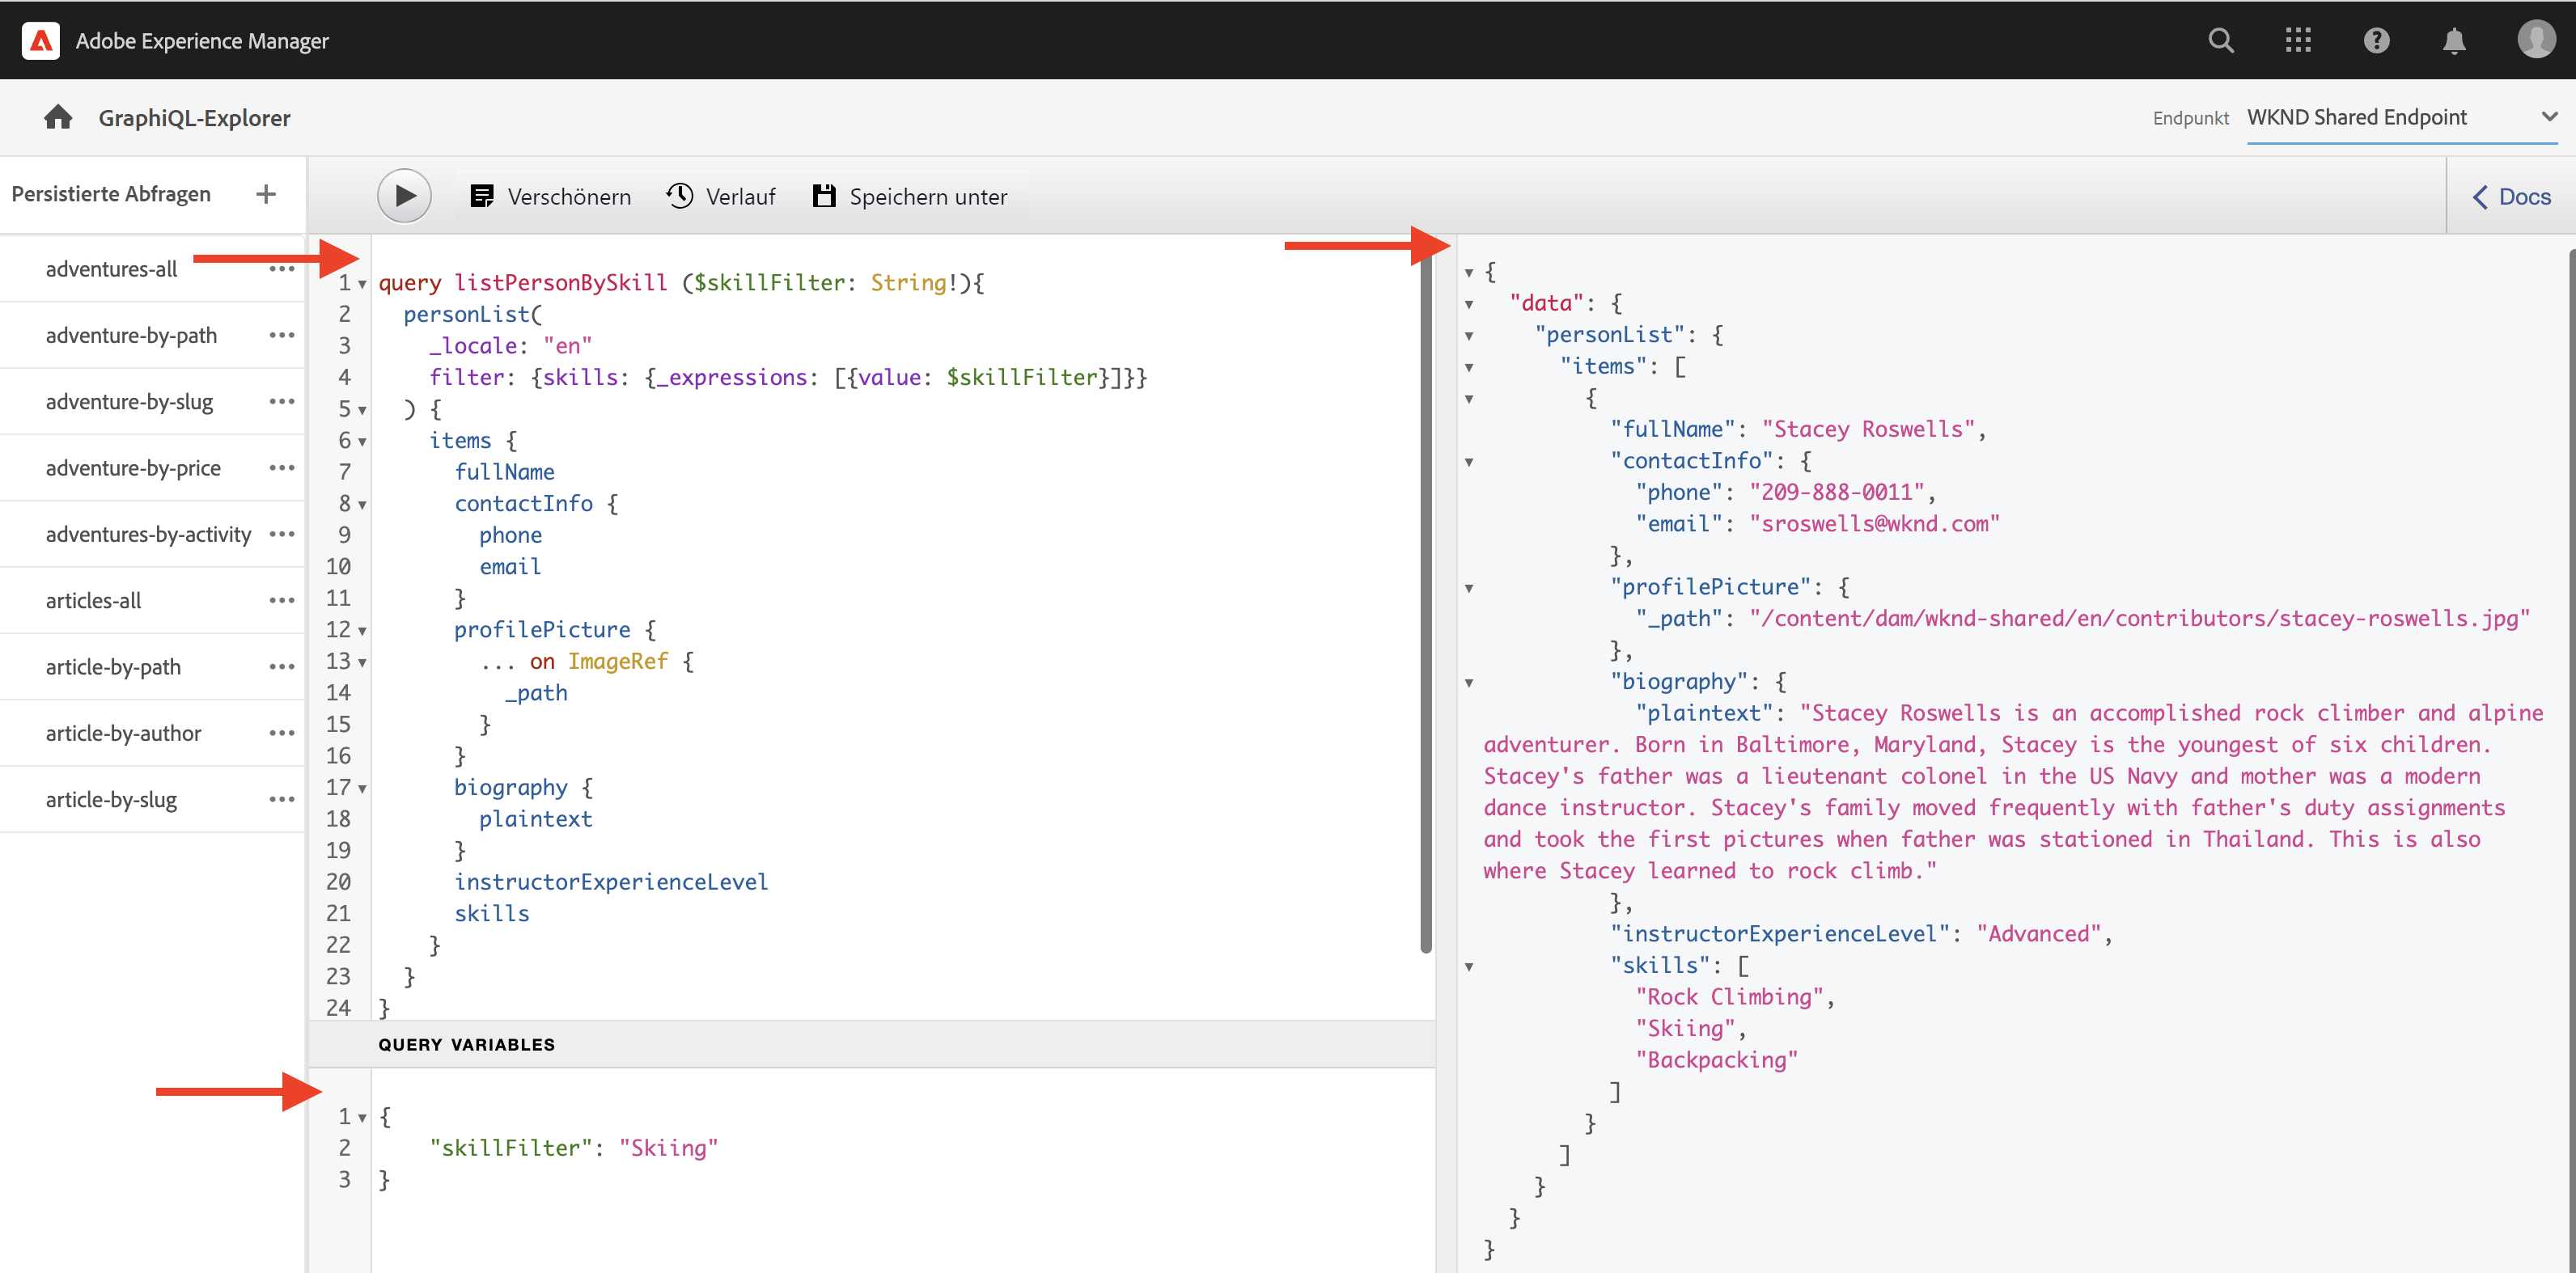 Adobe Experience Manager
GraphiQL-Explorer
Endpunkt WKND Shared Endpoint
Persistierte Abfragen
Verschönern
Verlauf
Speichern unter
Docs
adventures-all
adventure-by-path
adventure-by-slug
adventure-by-price
adventures-by-activity
articles-all
article-by-path
article-by-author
article-by-slug
1 query listPersonBySkill ($skillFilter: String!){
2 personList(
3 _locale: "en"
4 filter: {skills: {_expressions: [{value: $skillFilter}]}}
5 ) {
6 items {
7 fullName
8 contactInfo {
9 phone
10 email
11 }
12 profilePicture {
13 ... on ImageRef {
14 _path
15 }
16 }
17 biography {
18 plaintext
19 }
20 instructorExperienceLevel
21 skills
22 }
23 }
24 }
QUERY VARIABLES
1 {
2 "skillFilter": "Skiing"
3 }
{
"data": {
"personList": {
"items": [
{
"fullName": "Stacey Roswells",
"contactInfo": {
"phone": "209-888-0011",
"email": "sroswells@wknd.com"
},
"profilePicture": {
"_path": "/content/dam/wknd-shared/en/contributors/stacey-roswells.jpg"
},
"biography": {
"plaintext": "Stacey Roswells is an accomplished rock climber and alpine
adventurer. Born in Baltimore, Maryland, Stacey is the youngest of six children.
Stacey's father was a lieutenant colonel in the US Navy and mother was a modern
dance instructor. Stacey's family moved frequently with father's duty assignments
and took the first pictures when father was stationed in Thailand. This is also
where Stacey learned to rock climb."
},
"instructorExperienceLevel": "Advanced",
"skills": [
"Rock Climbing",
"Skiing",
"Backpacking"
]
}
]
}
}
}